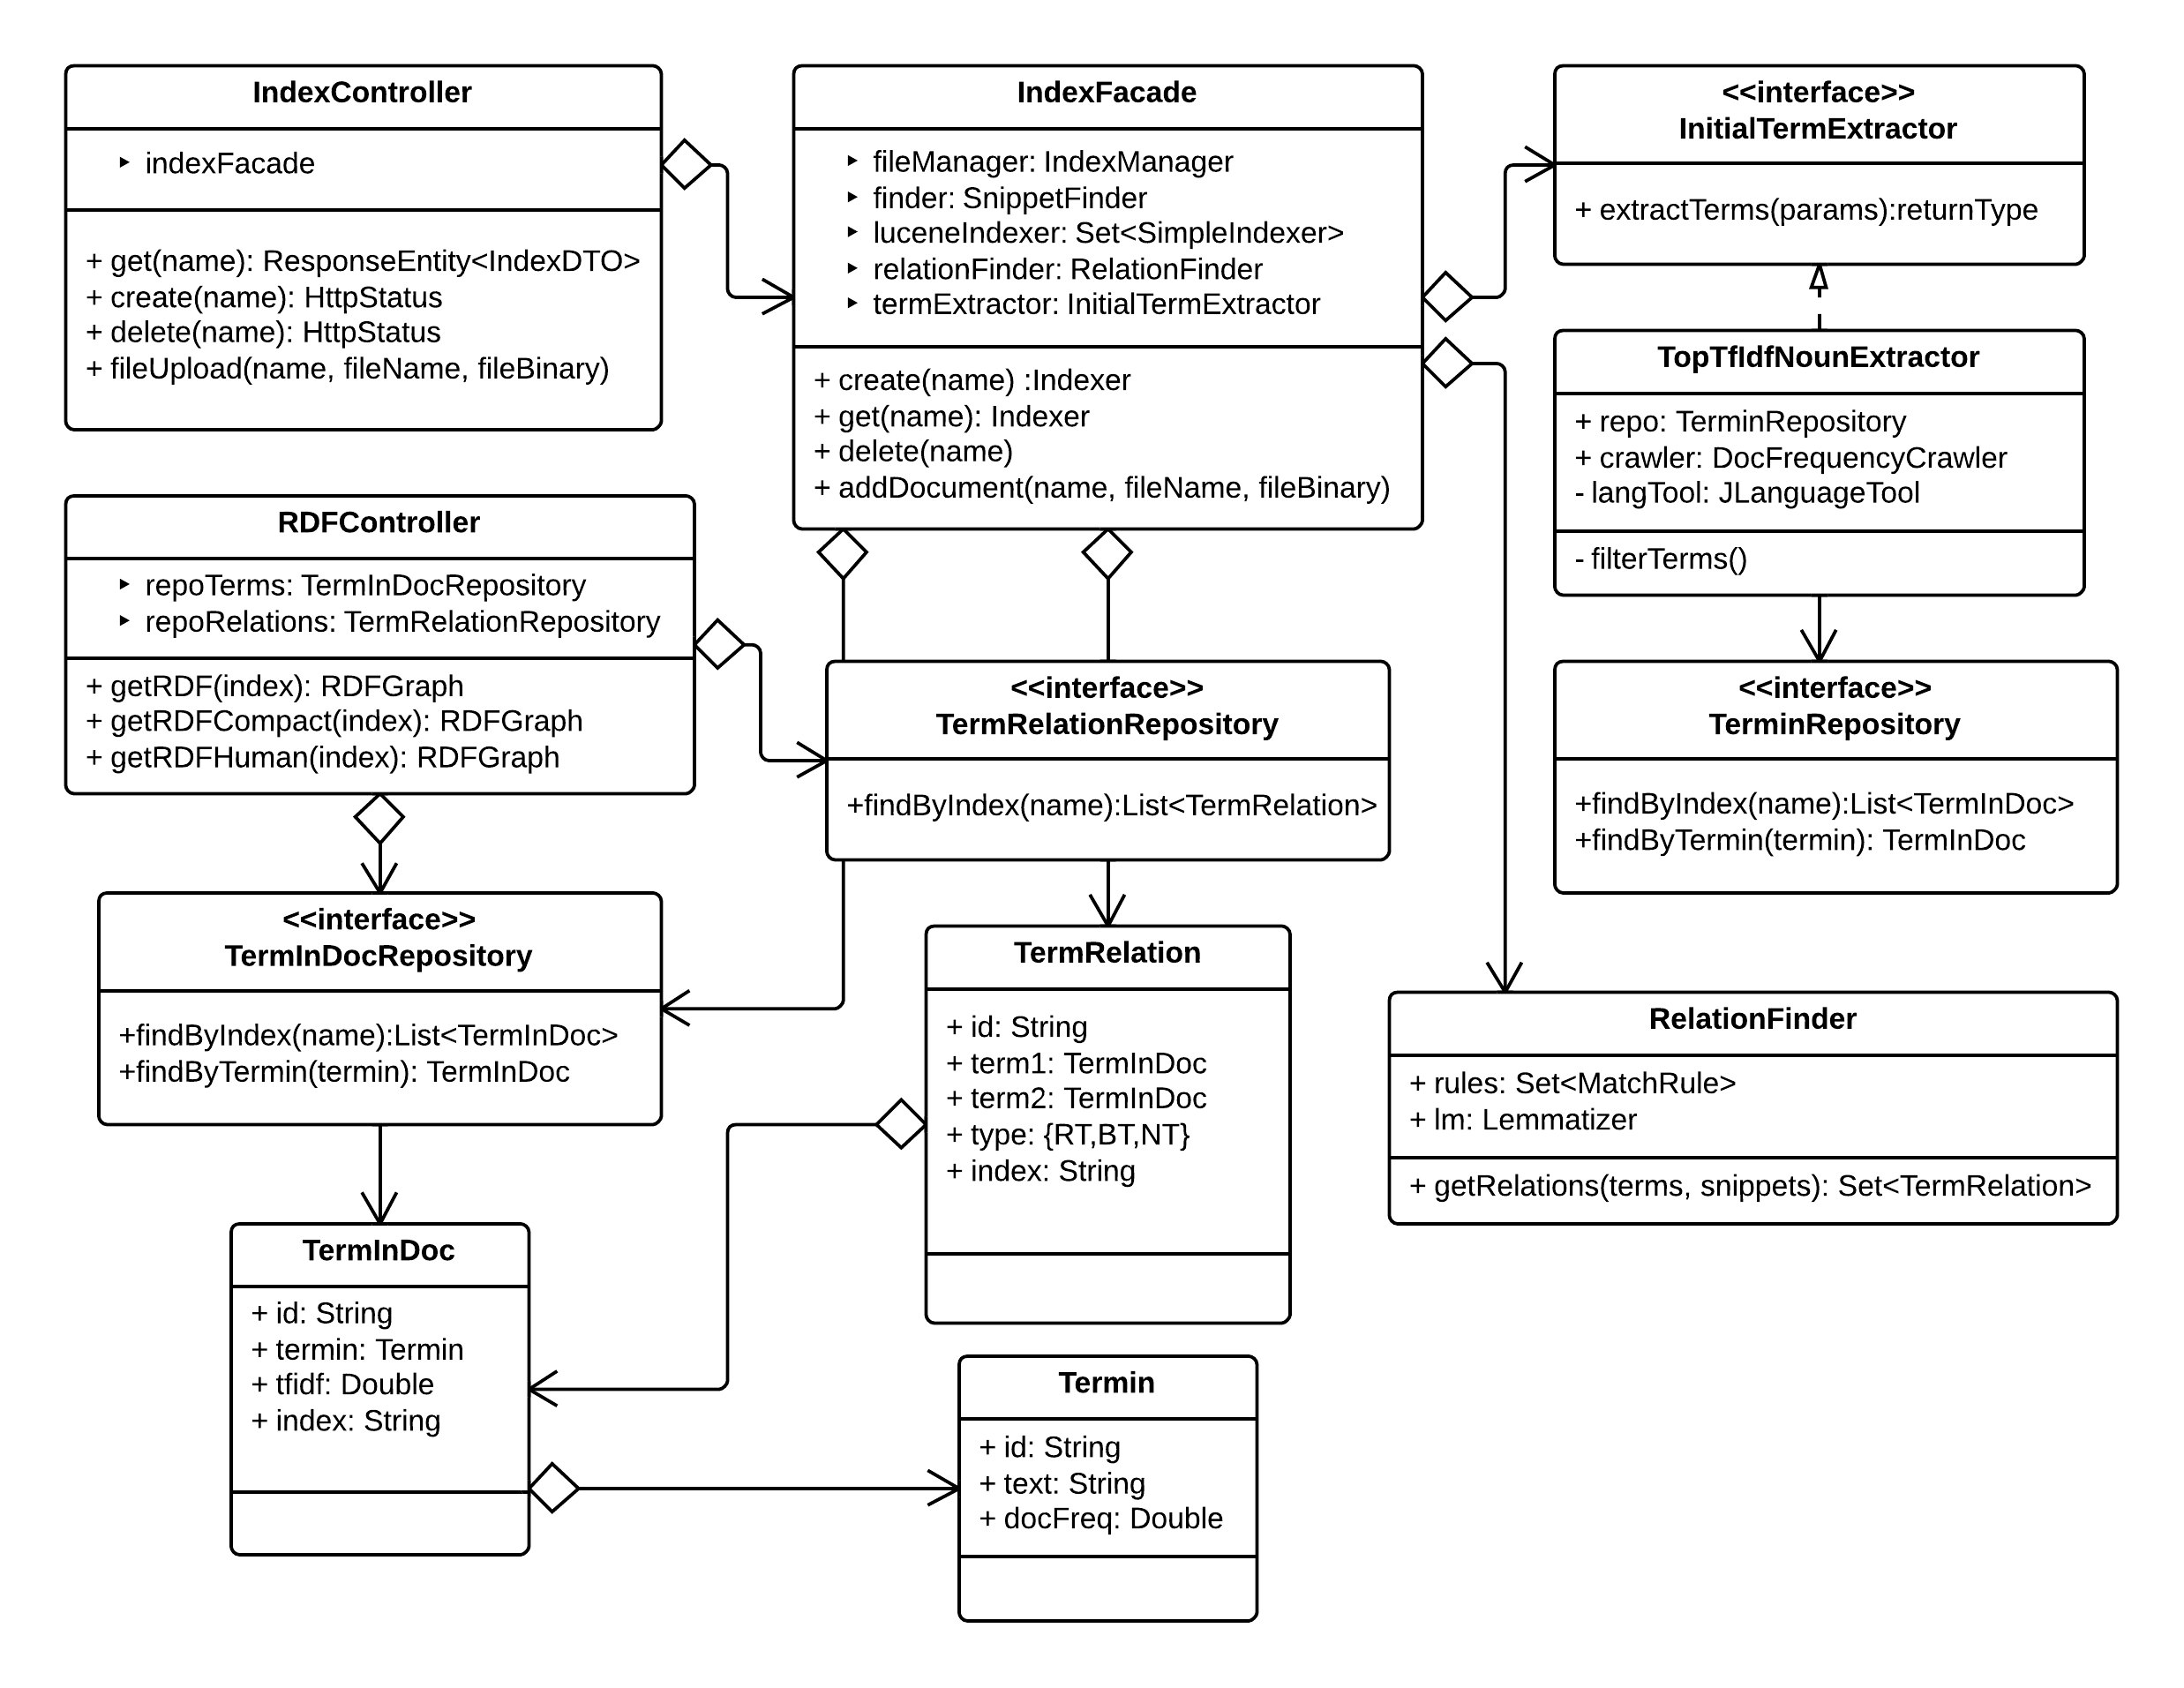 IndexController
‣ indexFacade
+ get(name): ResponseEntity<IndexDTO>
+ create(name): HttpStatus
+ delete(name): HttpStatus
+ fileUpload(name, fileName, fileBinary)
IndexFacade
‣ fileManager: IndexManager
‣ finder: SnippetFinder
‣ luceneIndexer: Set<SimpleIndexer>
‣ relationFinder: RelationFinder
‣ termExtractor: InitialTermExtractor
+ create(name) :Indexer
+ get(name): Indexer
+ delete(name)
+ addDocument(name, fileName, fileBinary)
<<interface>>
InitialTermExtractor
+ extractTerms(params):returnType
TopTfIdfNounExtractor
+ repo: TerminRepository
+ crawler: DocFrequencyCrawler
- langTool: JLanguageTool
- filterTerms()
RDFController
‣ repoTerms: TermInDocRepository
‣ repoRelations: TermRelationRepository
+ getRDF(index): RDFGraph
+ getRDFCompact(index): RDFGraph
+ getRDFHuman(index): RDFGraph
<<interface>>
TermRelationRepository
+findByIndex(name):List<TermRelation>
<<interface>>
TerminRepository
+findByIndex(name):List<TermInDoc>
+findByTermin(termin): TermInDoc
<<interface>>
TermInDocRepository
+findByIndex(name):List<TermInDoc>
+findByTermin(termin): TermInDoc
TermRelation
+ id: String
+ term1: TermInDoc
+ term2: TermInDoc
+ type: {RT,BT,NT}
+ index: String
RelationFinder
+ rules: Set<MatchRule>
+ lm: Lemmatizer
+ getRelations(terms, snippets): Set<TermRelation>
TermInDoc
+ id: String
+ termin: Termin
+ tfidf: Double
+ index: String
Termin
+ id: String
+ text: String
+ docFreq: Double